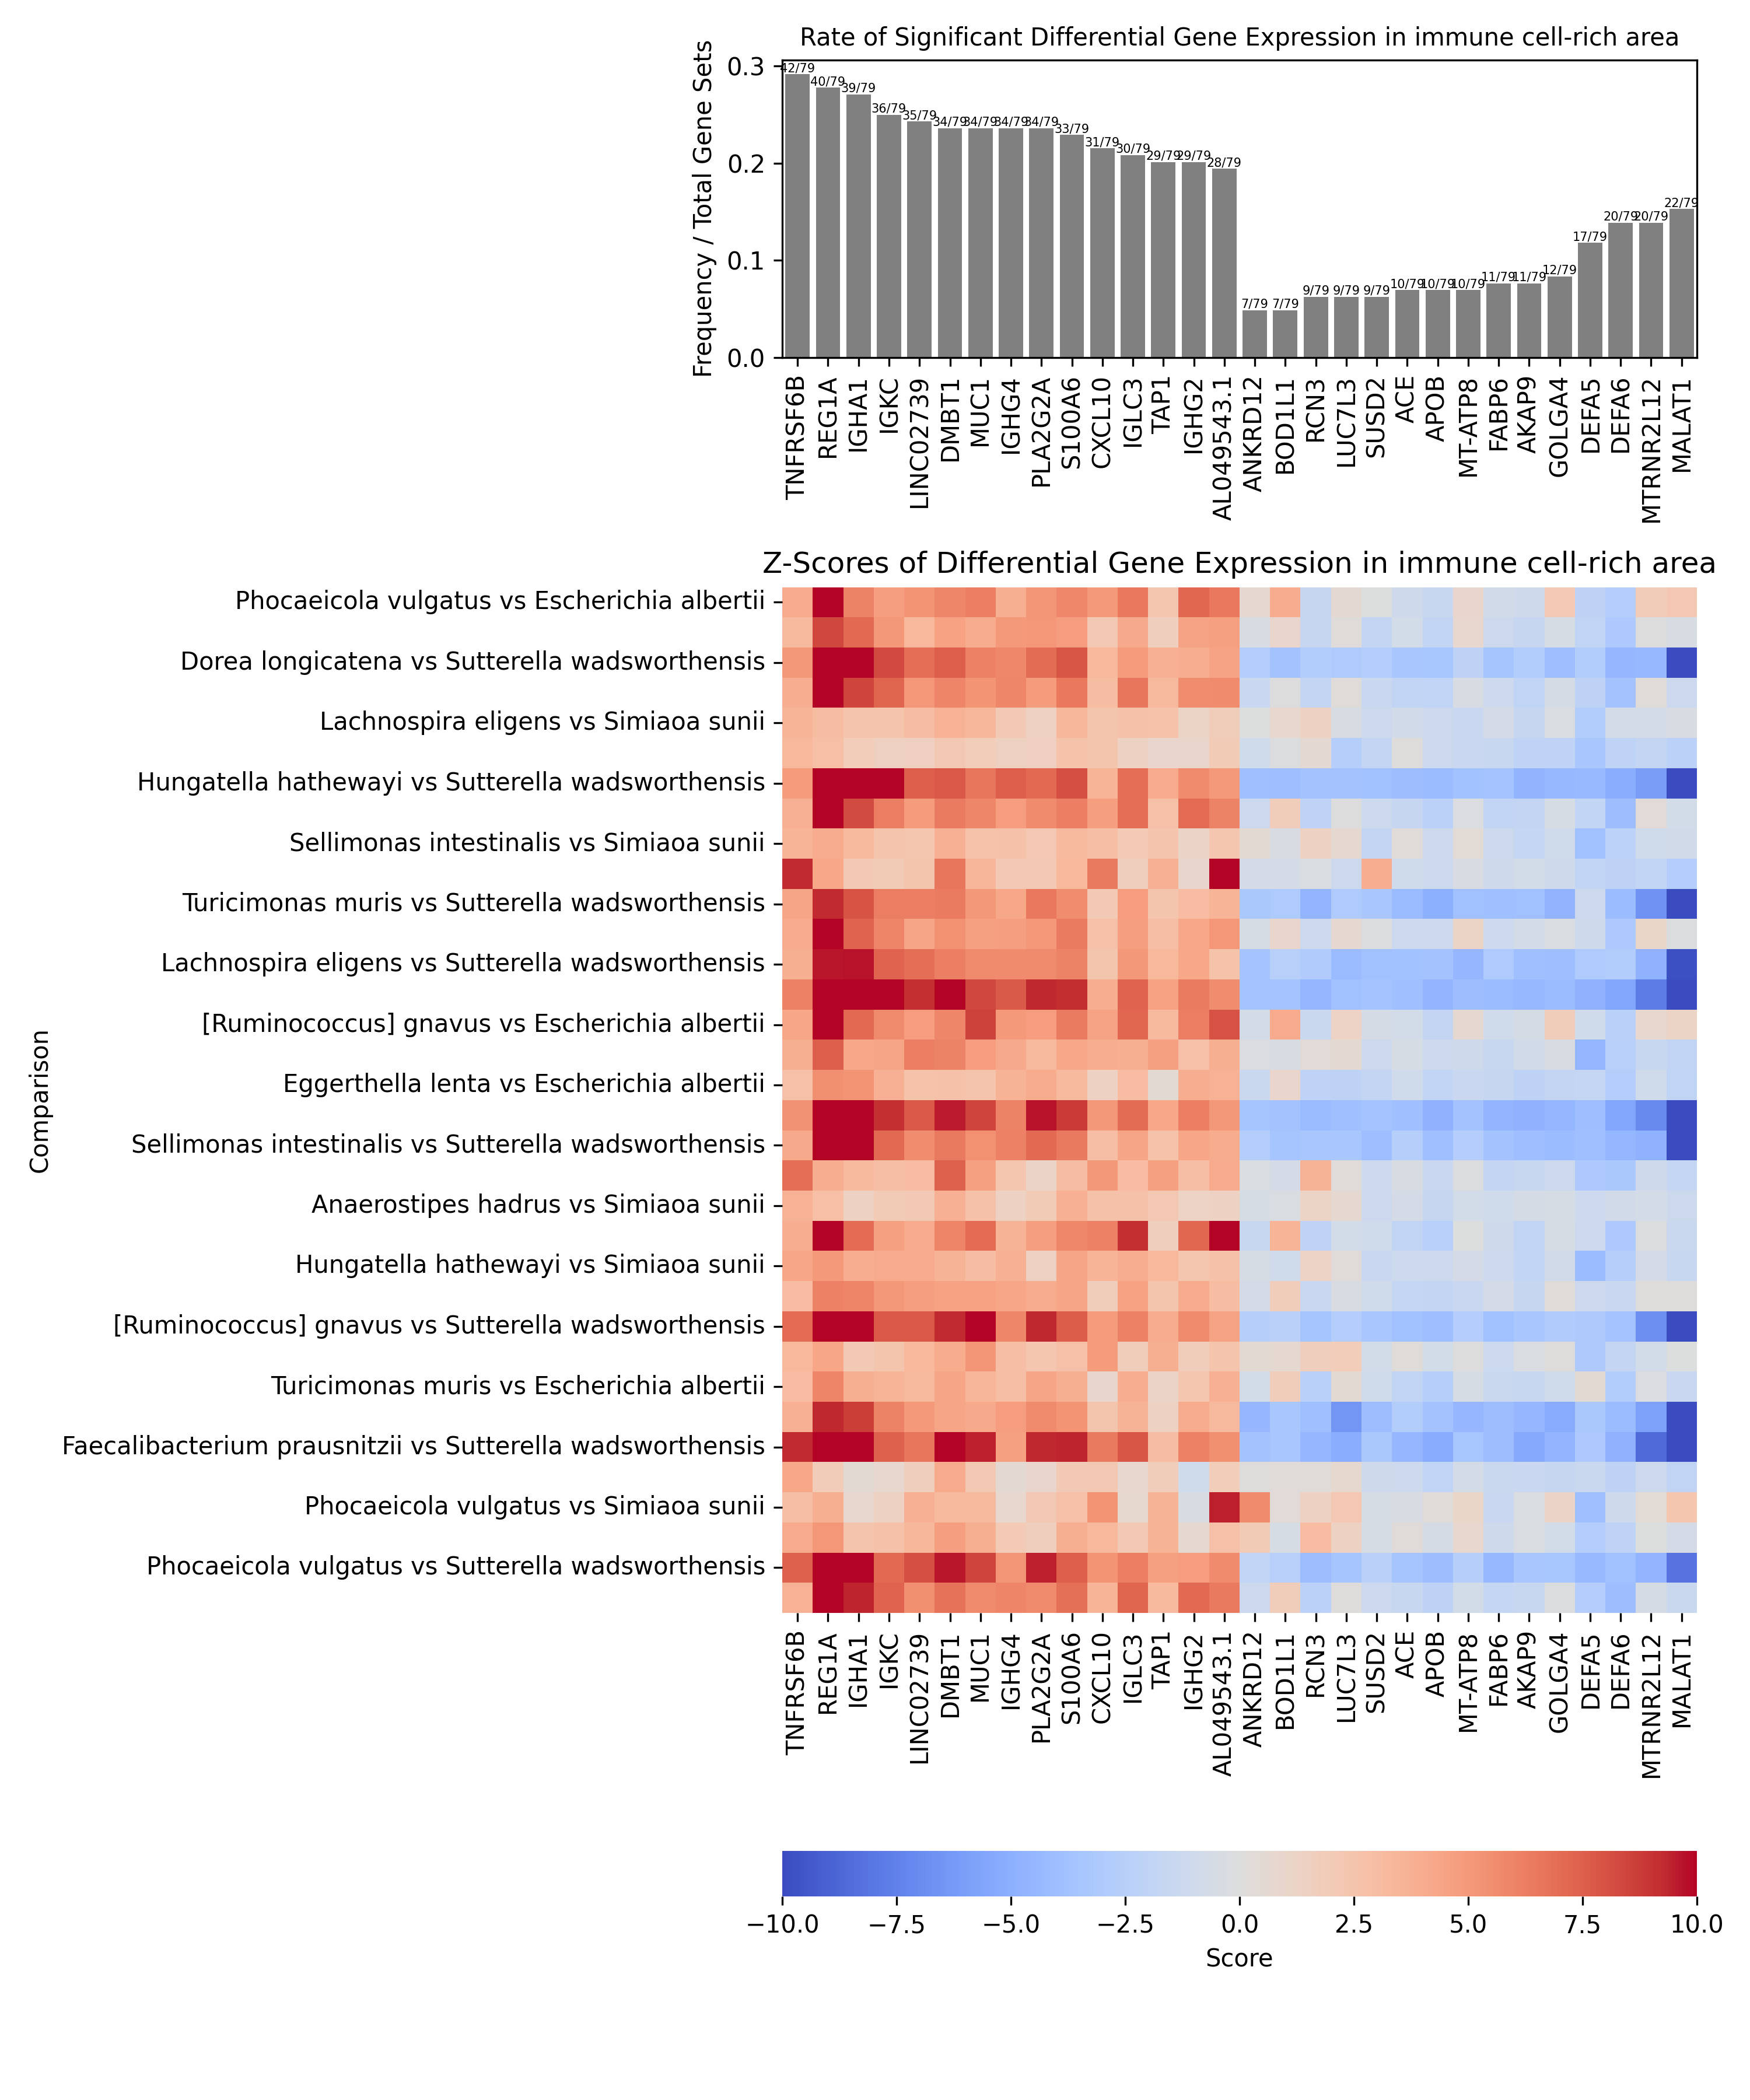 Rate of Significant Differential Gene Expression in immune cell-rich area
Frequency / Total Gene Sets
0.3
0.2
0.1
0.0
42/79 40/79 39/79 36/79 35/79 34/79 34/79 34/79 34/79 33/79 31/79 30/79 29/79 29/79 28/79 7/79 7/79 9/79 9/79 9/79 10/79 10/79 10/79 11/79 11/79 12/79 17/79 20/79 20/79 22/79
TNFRSF6B REG1A IGHA1 IGKC LINC02739 DMBT1 MUC1 IGHG4 PLA2G2A S100A6 CXCL10 IGLC3 TAP1 IGHG2 AL049543.1 ANKRD12 BOD1L1 RCN3 LUC7L3 SUSD2 ACE APOB MT-ATP8 FABP6 AKAP9 GOLGA4 DEFA5 DEFA6 MTRNR2L12 MALAT1
Z-Scores of Differential Gene Expression in immune cell-rich area
Comparison
Phocaeicola vulgatus vs Escherichia albertii
Dorea longicatena vs Sutterella wadsworthensis
Lachnospira eligens vs Simiaoa sunii
Hungatella hathewayi vs Sutterella wadsworthensis
Sellimonas intestinalis vs Simiaoa sunii
Turicimonas muris vs Sutterella wadsworthensis
Lachnospira eligens vs Sutterella wadsworthensis
[Ruminococcus] gnavus vs Escherichia albertii
Eggerthella lenta vs Escherichia albertii
Sellimonas intestinalis vs Sutterella wadsworthensis
Anaerostipes hadrus vs Simiaoa sunii
Hungatella hathewayi vs Simiaoa sunii
[Ruminococcus] gnavus vs Sutterella wadsworthensis
Turicimonas muris vs Escherichia albertii
Faecalibacterium prausnitzii vs Sutterella wadsworthensis
Phocaeicola vulgatus vs Simiaoa sunii
Phocaeicola vulgatus vs Sutterella wadsworthensis
TNFRSF6B REG1A IGHA1 IGKC LINC02739 DMBT1 MUC1 IGHG4 PLA2G2A S100A6 CXCL10 IGLC3 TAP1 IGHG2 AL049543.1 ANKRD12 BOD1L1 RCN3 LUC7L3 SUSD2 ACE APOB MT-ATP8 FABP6 AKAP9 GOLGA4 DEFA5 DEFA6 MTRNR2L12 MALAT1
−10.0 −7.5 −5.0 −2.5 0.0 2.5 5.0 7.5 10.0
Score